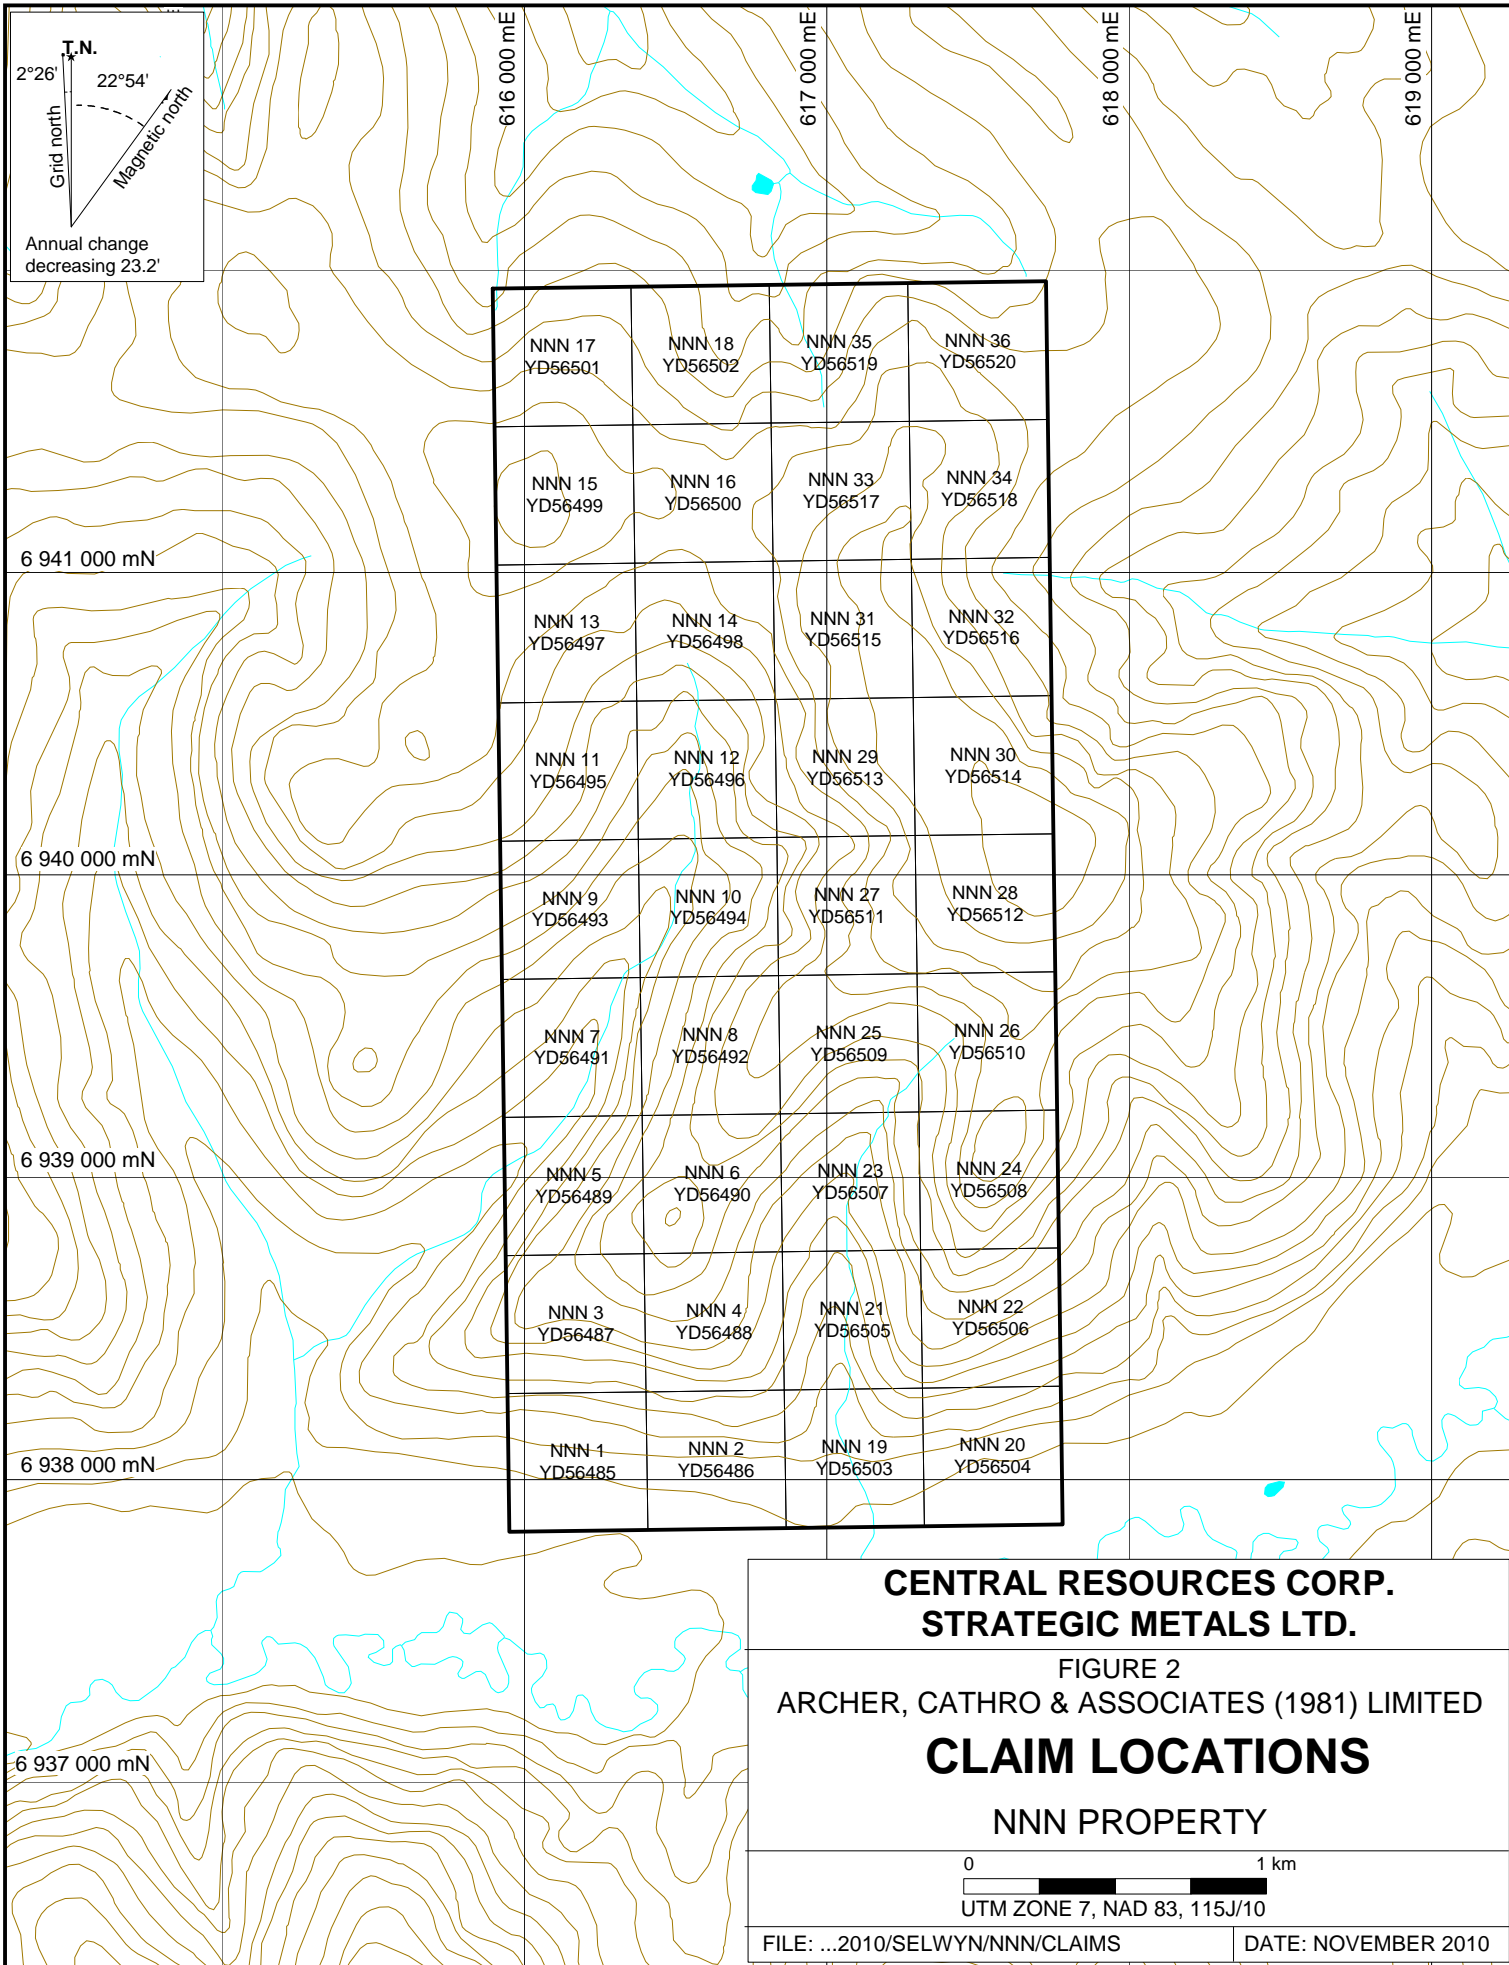 T.N.
2°26'
22°54'
Grid north
Magnetic north
Annual change
decreasing 23.2'
616 000 mE
617 000 mE
618 000 mE
619 000 mE
NNN 17
YD56501
NNN 18
YD56502
NNN 35
YD56519
NNN 36
YD56520
NNN 15
YD56499
NNN 16
YD56500
NNN 33
YD56517
NNN 34
YD56518
6 941 000 mN
NNN 13
YD56497
NNN 14
YD56498
NNN 31
YD56515
NNN 32
YD56516
NNN 11
YD56495
NNN 12
YD56496
NNN 29
YD56513
NNN 30
YD56514
6 940 000 mN
NNN 9
YD56493
NNN 10
YD56494
NNN 27
YD56511
NNN 28
YD56512
NNN 7
YD56491
NNN 8
YD56492
NNN 25
YD56509
NNN 26
YD56510
6 939 000 mN
NNN 5
YD56489
NNN 6
YD56490
NNN 23
YD56507
NNN 24
YD56508
NNN 3
YD56487
NNN 4
YD56488
NNN 21
YD56505
NNN 22
YD56506
6 938 000 mN
NNN 1
YD56485
NNN 2
YD56486
NNN 19
YD56503
NNN 20
YD56504
6 937 000 mN
CENTRAL RESOURCES CORP.
STRATEGIC METALS LTD.
FIGURE 2
ARCHER, CATHRO & ASSOCIATES (1981) LIMITED
CLAIM LOCATIONS
NNN PROPERTY
0 1 km
UTM ZONE 7, NAD 83, 115J/10
FILE: ...2010/SELWYN/NNN/CLAIMS
DATE: NOVEMBER 2010